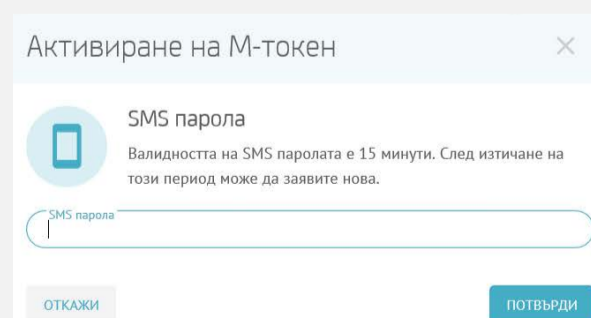 Активиране на М-токен
SMS парола
Валидността на SMS паролата е 15 минути. След изтичане на
този период може да заявите нова.
SMS парола
ОТКАЖИ
ПОТВЪРДИ